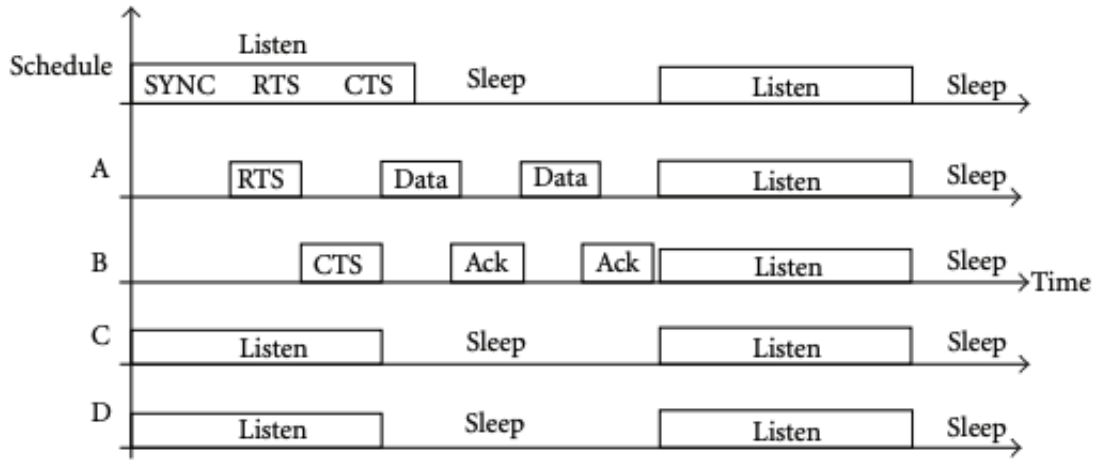 Listen
Schedule SYNC RTS CTS Sleep Listen Sleep
A RTS Data Data Listen Sleep
B CTS Ack Ack Listen Sleep
Time
C Listen Sleep Listen Sleep
D Listen Sleep Listen Sleep